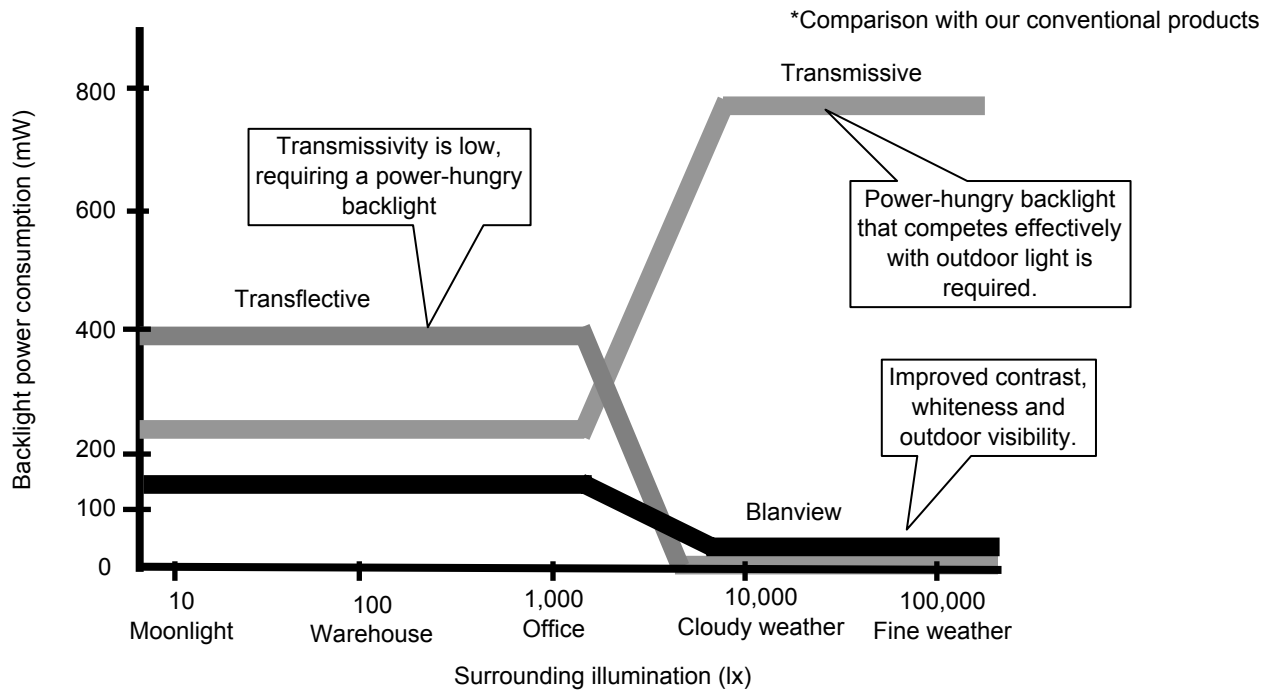 *Comparison with our conventional products
Transmissive
Backlight power consumption (mW)
800
600
400
200
100
0
Transmissivity is low,
requiring a power-hungry
backlight
Power-hungry backlight
that competes effectively
with outdoor light is
required.
Transflective
Improved contrast,
whiteness and
outdoor visibility.
Blanview
10
Moonlight
100
Warehouse
1,000
Office
10,000
Cloudy weather
100,000
Fine weather
Surrounding illumination (lx)